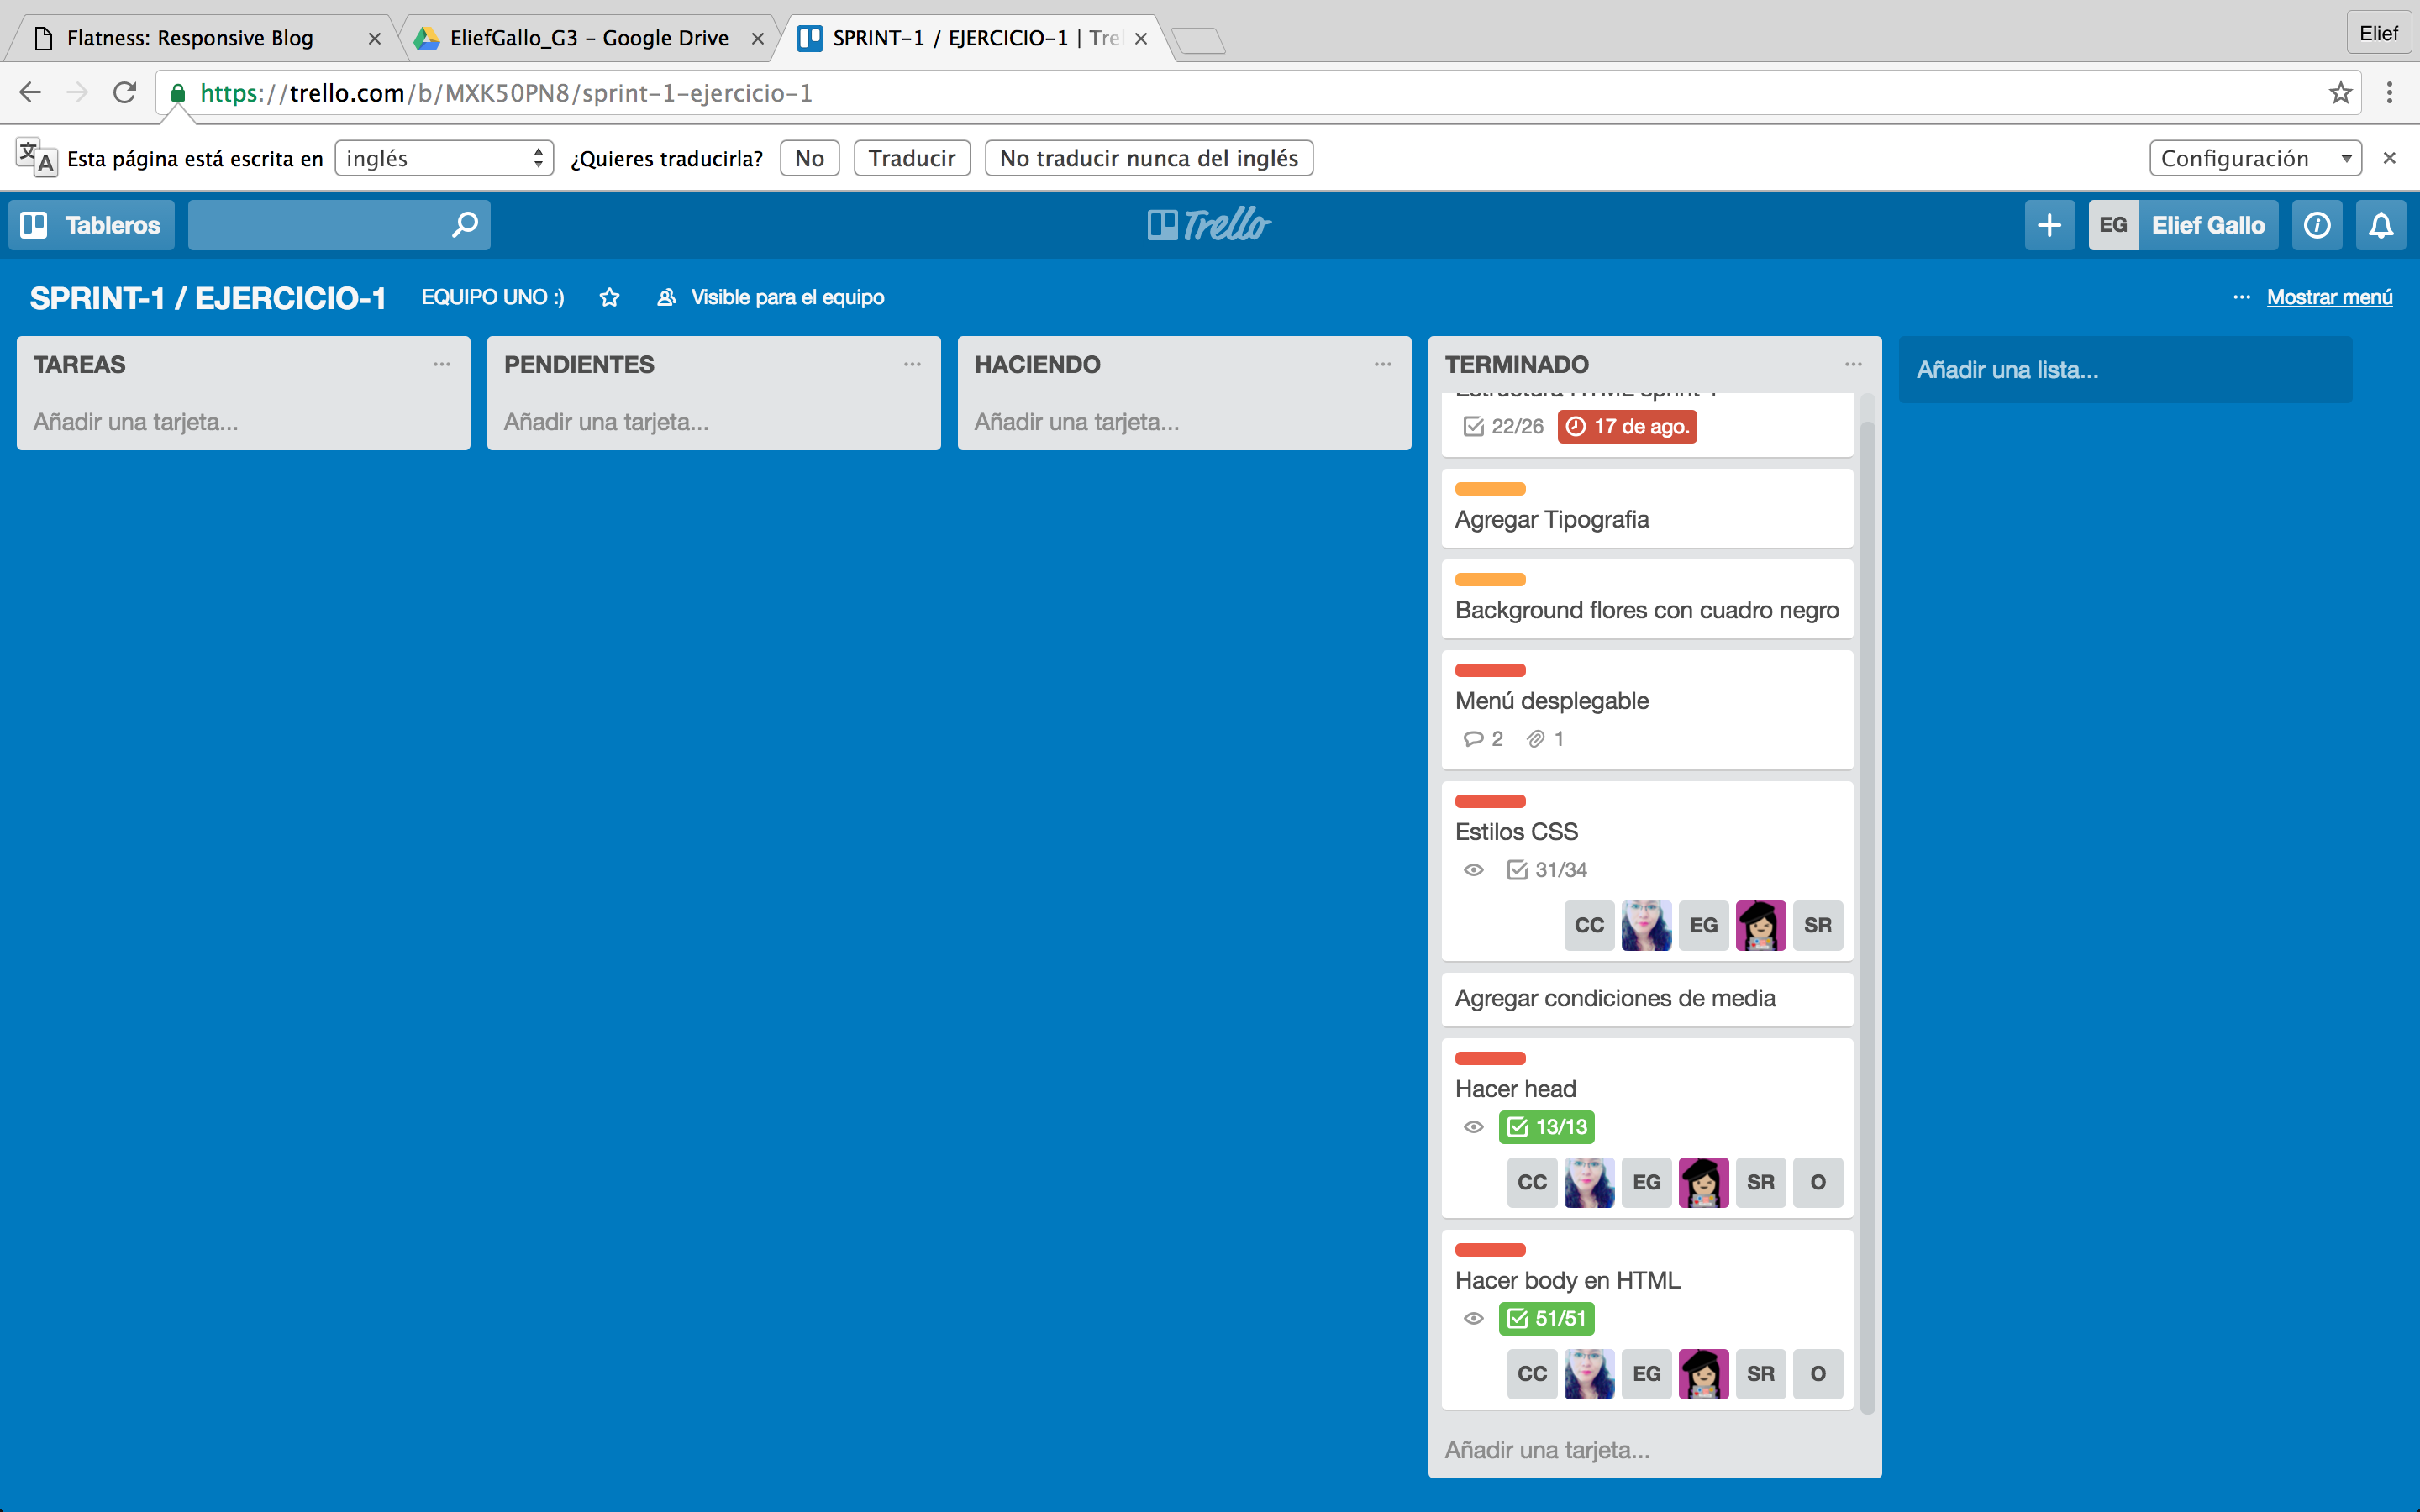 Flatness: Responsive Blog
EliefGallo_G3 – Google Drive
SPRINT-1 / EJERCICIO-1 | Trel
Elief
https://trello.com/b/MXK50PN8/sprint-1-ejercicio-1
Esta página está escrita en inglés ¿Quieres traducirla? No Traducir No traducir nunca del inglés Configuración
Tableros
Trello
EG Elief Gallo
SPRINT-1 / EJERCICIO-1 EQUIPO UNO :) Visible para el equipo ... Mostrar menú
TAREAS
Añadir una tarjeta...
PENDIENTES
Añadir una tarjeta...
HACIENDO
Añadir una tarjeta...
TERMINADO
Estructura HTML sprint 1
22/26 17 de ago.
Agregar Tipografia
Background flores con cuadro negro
Menú desplegable
2 1
Estilos CSS
31/34
CC EG SR
Agregar condiciones de media
Hacer head
13/13
CC EG SR O
Hacer body en HTML
51/51
CC EG SR O
Añadir una tarjeta...
Añadir una lista...